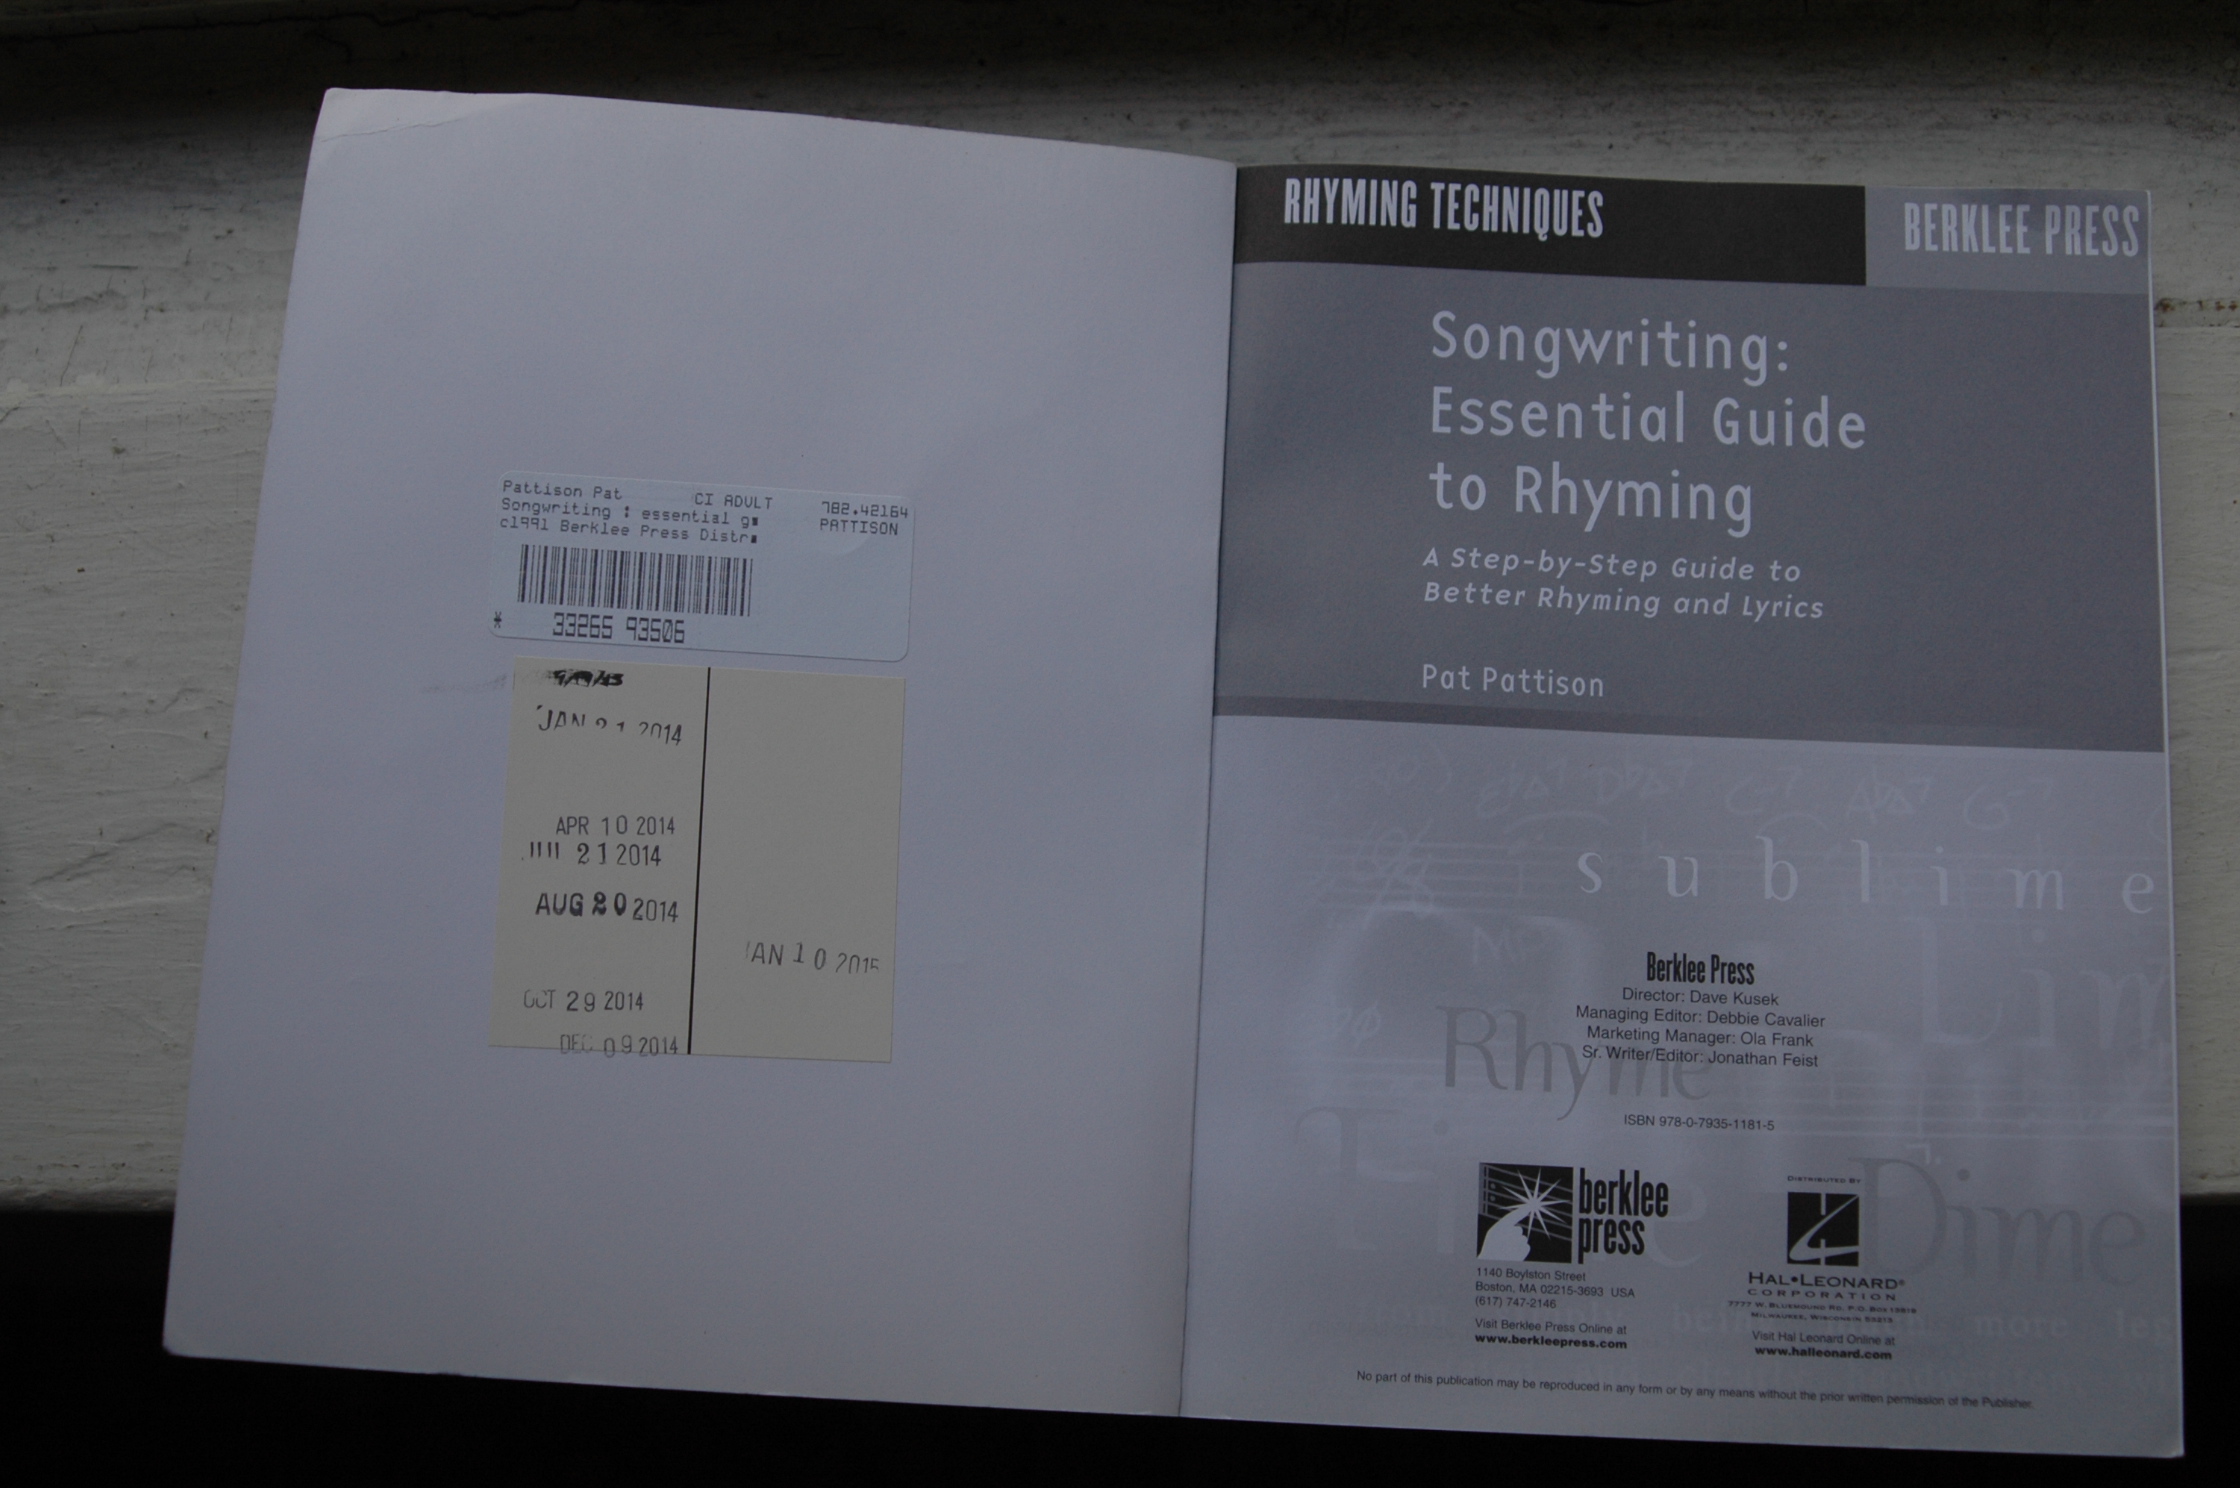 Pattison Pat CI ADULT 782.42164
Songwriting : essential g
PATTISON
c1991 Berklee Press Distr
33265 93506
JAN 21 2014
APR 10 2014
21 2014
AUG 20 2014
OCT 29 2014
DEC 09 2014
JAN 10 2015
RHYMING TECHNIQUES
BERKLEE PRESS
Songwriting:
Essential Guide
to Rhyming
A Step-by-Step Guide to
Better Rhyming and Lyrics
Pat Pattison
sublime
Berklee Press
Director: Dave Kusek
Managing Editor: Debbie Cavalier
Marketing Manager: Ola Frank
Sr. Writer/Editor: Jonathan Feist
Rhyme
ISBN 978-0-7935-1181-5
Dime
berklee
press
1140 Boylston Street
Boston, MA 02215-3693 USA
(617) 747-2146
Visit Berklee Press Online at
www.berkleepress.com
DISTRIBUTED BY
HAL•LEONARD®
CORPORATION
7777 W. BLUEMOUND RD. P.O. BOX 13819
MILWAUKEE, WISCONSIN 53213
Visit Hal Leonard Online at
www.halleonard.com
No part of this publication may be reproduced in any form or by any means without the prior written permission of the Publisher.